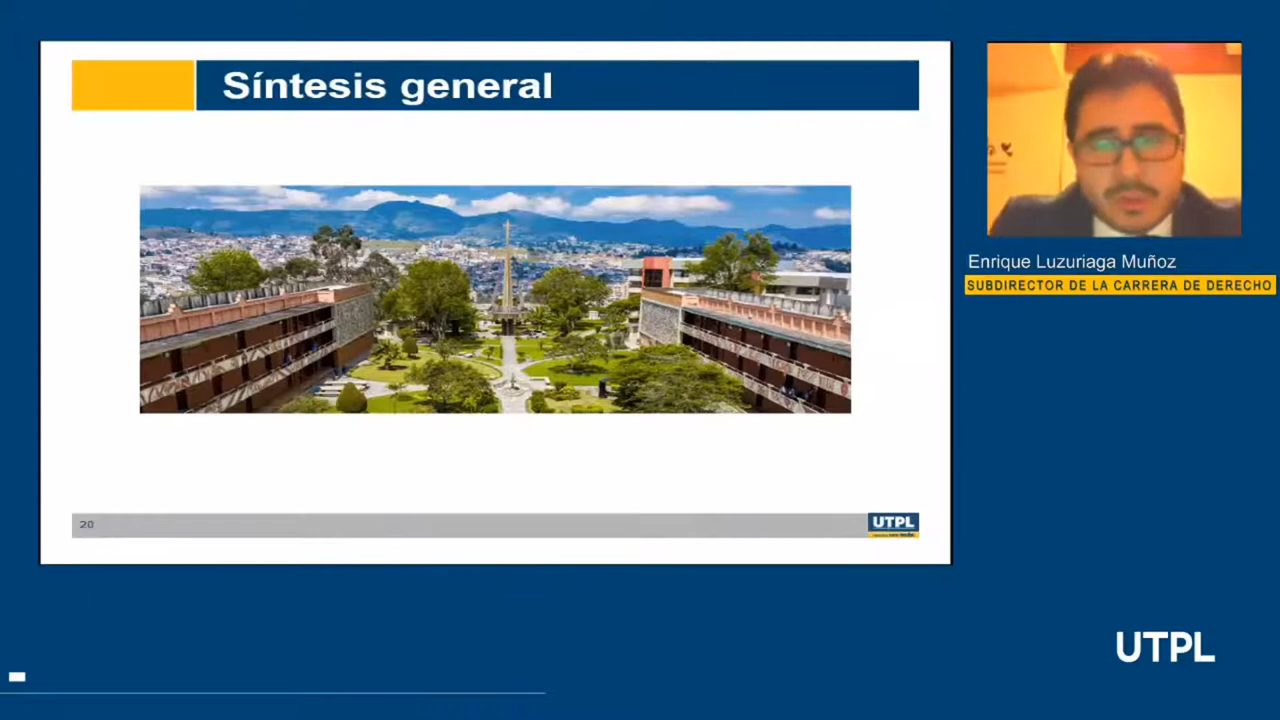 Síntesis general
Enrique Luzuriaga Muñoz
SUBDIRECTOR DE LA CARRERA DE DERECHO
20
UTPL
UTPL